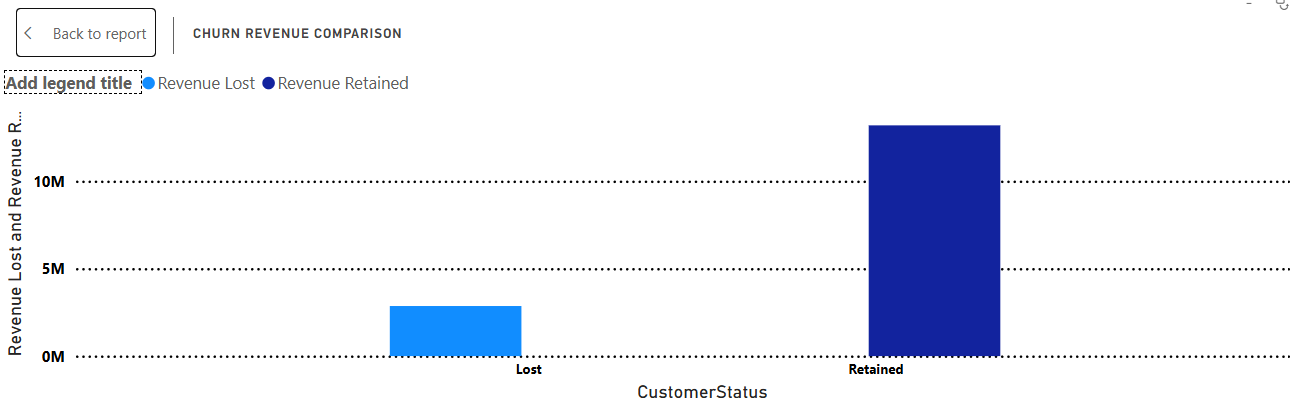 Back to report
CHURN REVENUE COMPARISON
Add legend title Revenue Lost Revenue Retained
Revenue Lost and Revenue R...
10M
5M
0M
Lost Retained
CustomerStatus